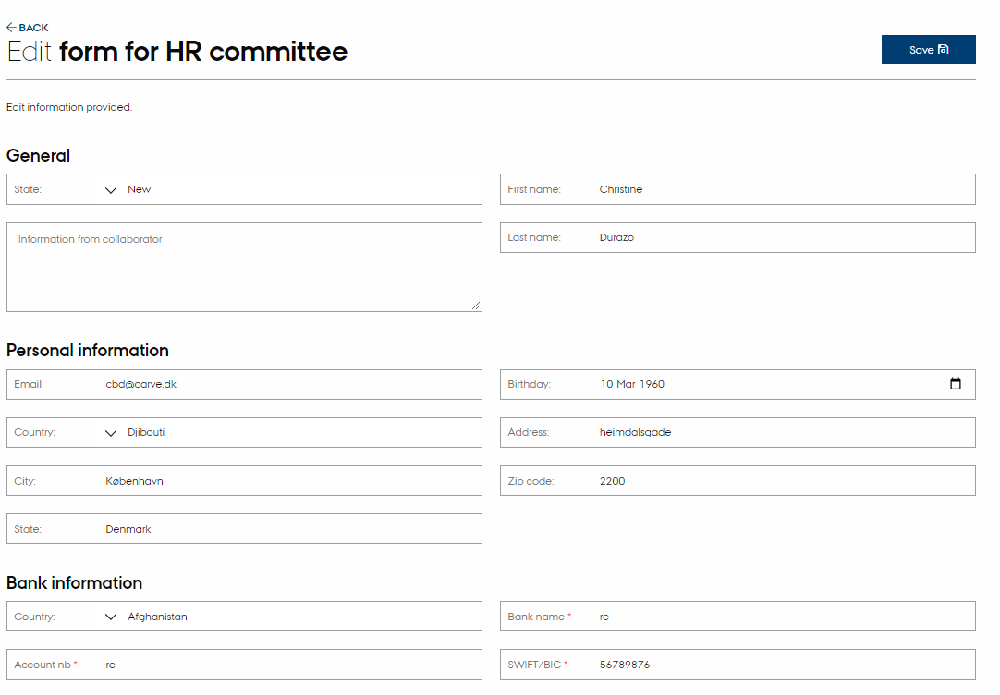 BACK
Edit form for HR committee
Save
Edit information provided.
General
State: New
First name: Christine
Information from collaborator
Last name: Durazo
Personal information
Email: cbd@carve.dk
Birthday: 10 Mar 1960
Country: Djibouti
Address: heimdalsgade
City: København
Zip code: 2200
State: Denmark
Bank information
Country: Afghanistan
Bank name * re
Account nb * re
SWIFT/BIC * 56789876